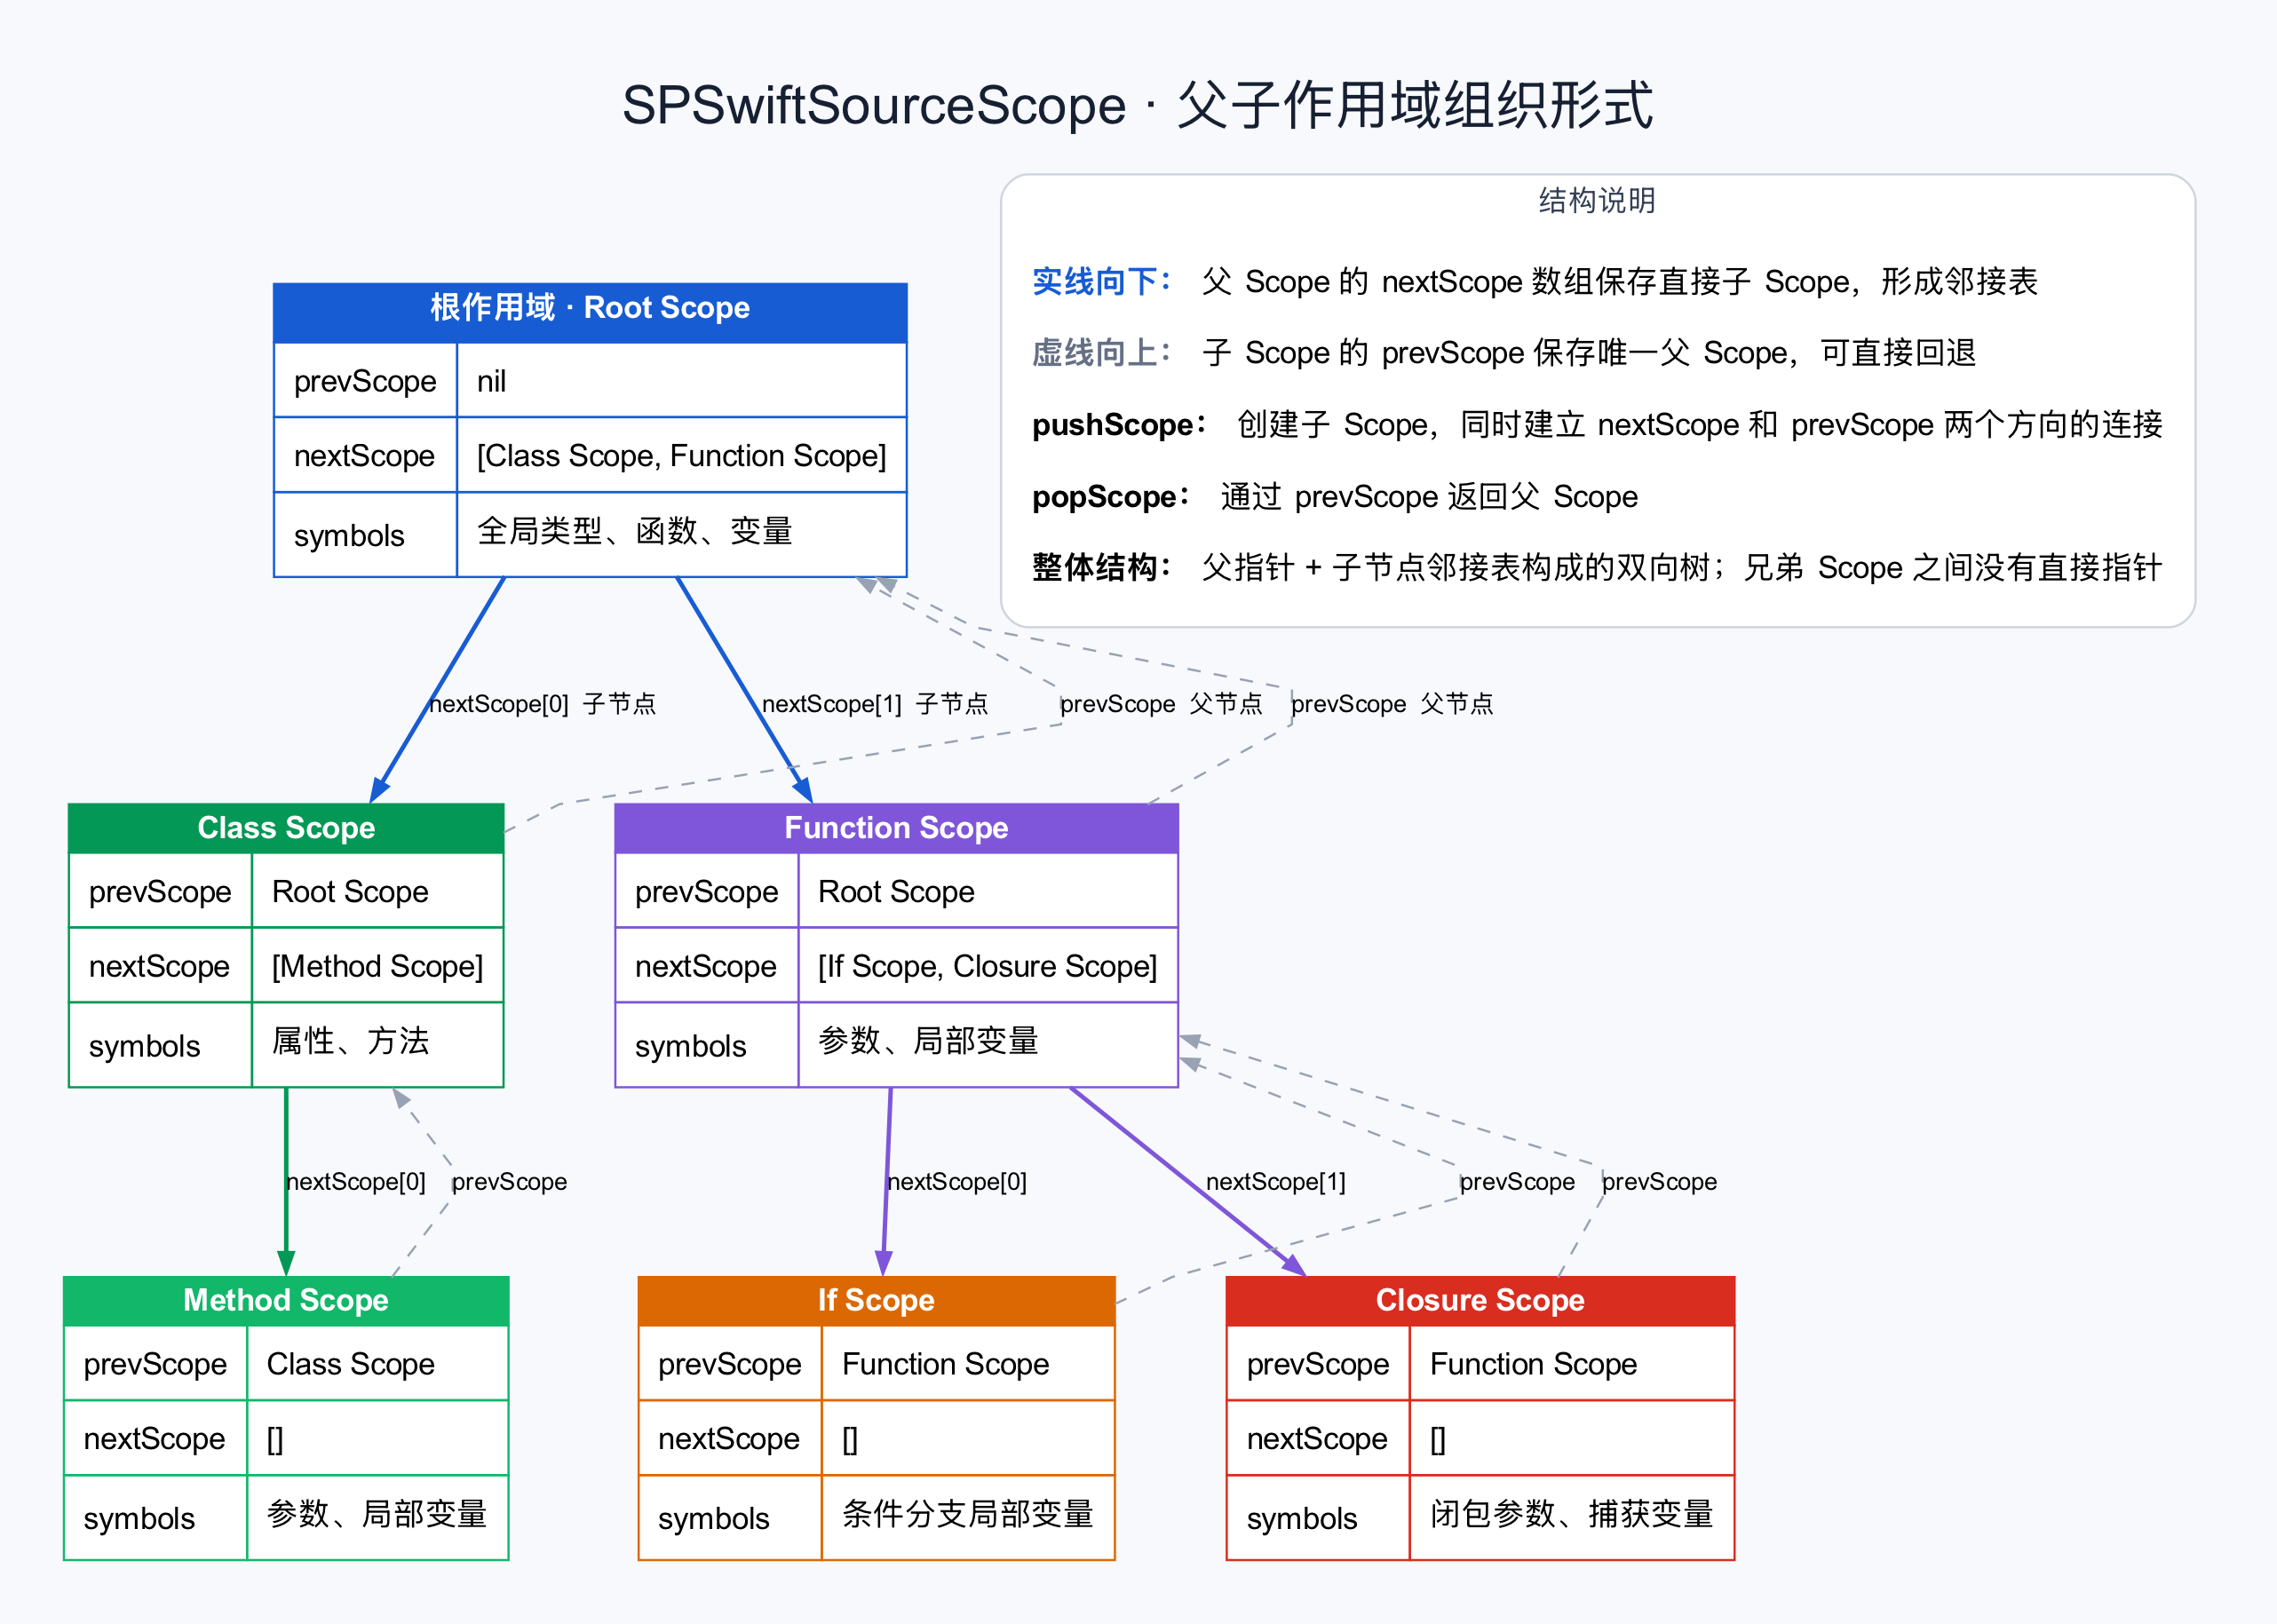 SPSwiftSourceScope · 父子作用域组织形式
结构说明
实线向下： 父 Scope 的 nextScope 数组保存直接子 Scope，形成邻接表
虚线向上： 子 Scope 的 prevScope 保存唯一父 Scope，可直接回退
pushScope： 创建子 Scope，同时建立 nextScope 和 prevScope 两个方向的连接
popScope： 通过 prevScope 返回父 Scope
整体结构： 父指针 + 子节点邻接表构成的双向树；兄弟 Scope 之间没有直接指针
根作用域 · Root Scope
prevScope nil
nextScope [Class Scope, Function Scope]
symbols 全局类型、函数、变量
nextScope[0] 子节点
nextScope[1] 子节点
prevScope 父节点
prevScope 父节点
Class Scope
prevScope Root Scope
nextScope [Method Scope]
symbols 属性、方法
Function Scope
prevScope Root Scope
nextScope [If Scope, Closure Scope]
symbols 参数、局部变量
nextScope[0]
prevScope
nextScope[0]
nextScope[1]
prevScope
prevScope
Method Scope
prevScope Class Scope
nextScope []
symbols 参数、局部变量
If Scope
prevScope Function Scope
nextScope []
symbols 条件分支局部变量
Closure Scope
prevScope Function Scope
nextScope []
symbols 闭包参数、捕获变量